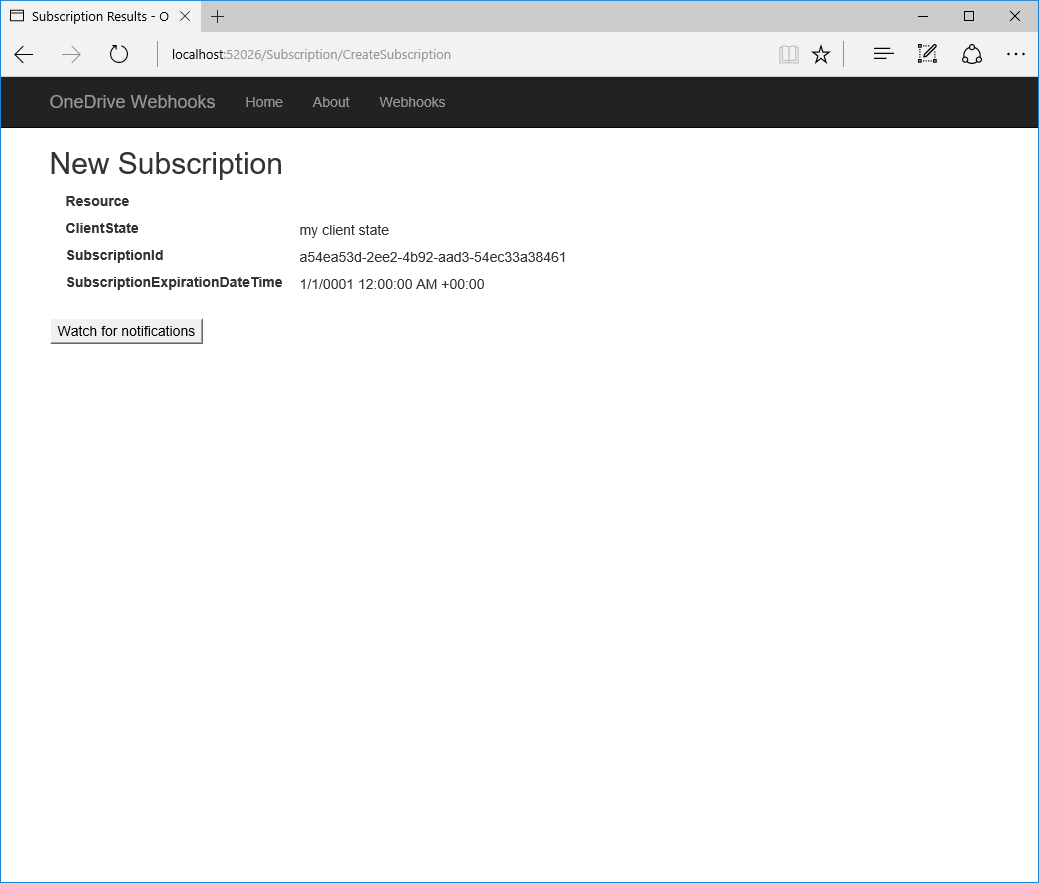 Subscription Results - O
localhost:52026/Subscription/CreateSubscription
OneDrive Webhooks Home About Webhooks
New Subscription
Resource
ClientState my client state
SubscriptionId a54ea53d-2ee2-4b92-aad3-54ec33a38461
SubscriptionExpirationDateTime 1/1/0001 12:00:00 AM +00:00
Watch for notifications